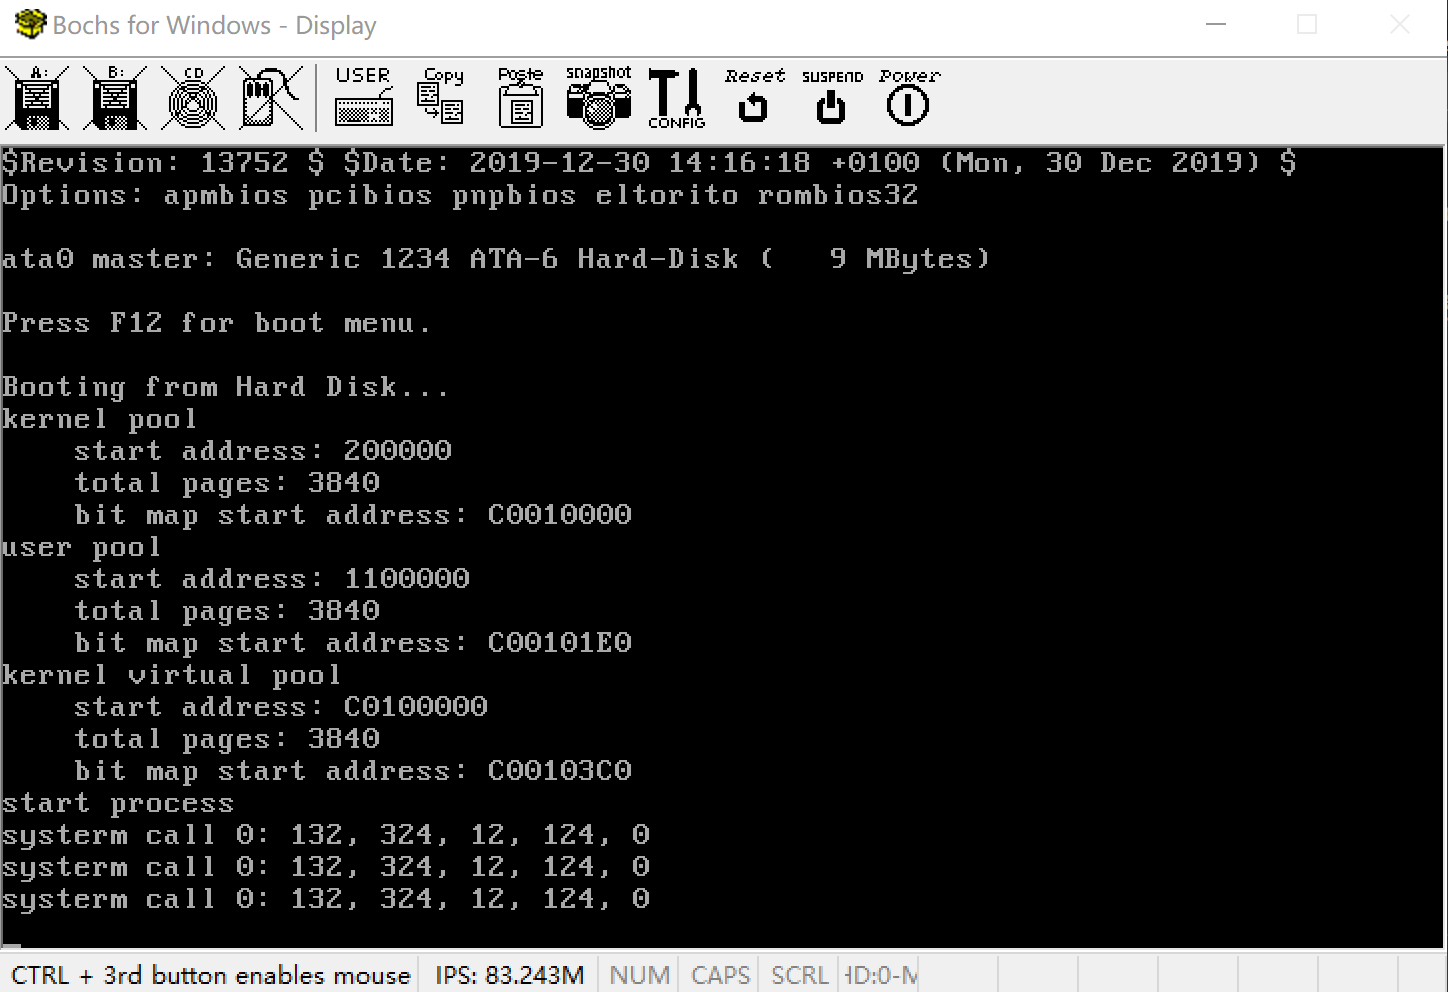 Bochs for Windows - Display
A: B: CD USER Copy Paste snapshot CONFIG Reset SUSPEND Power
$Revision: 13752 $ $Date: 2019-12-30 14:16:18 +0100 (Mon, 30 Dec 2019) $
Options: apmbios pcibios pnpbios eltorito rombios32
ata0 master: Generic 1234 ATA-6 Hard-Disk (   9 MBytes)
Press F12 for boot menu.
Booting from Hard Disk...
kernel pool
    start address: 200000
    total pages: 3840
    bit map start address: C0010000
user pool
    start address: 1100000
    total pages: 3840
    bit map start address: C00101E0
kernel virtual pool
    start address: C0100000
    total pages: 3840
    bit map start address: C00103C0
start process
systerm call 0: 132, 324, 12, 124, 0
systerm call 0: 132, 324, 12, 124, 0
systerm call 0: 132, 324, 12, 124, 0
CTRL + 3rd button enables mouse IPS: 83.243M NUM CAPS SCRL